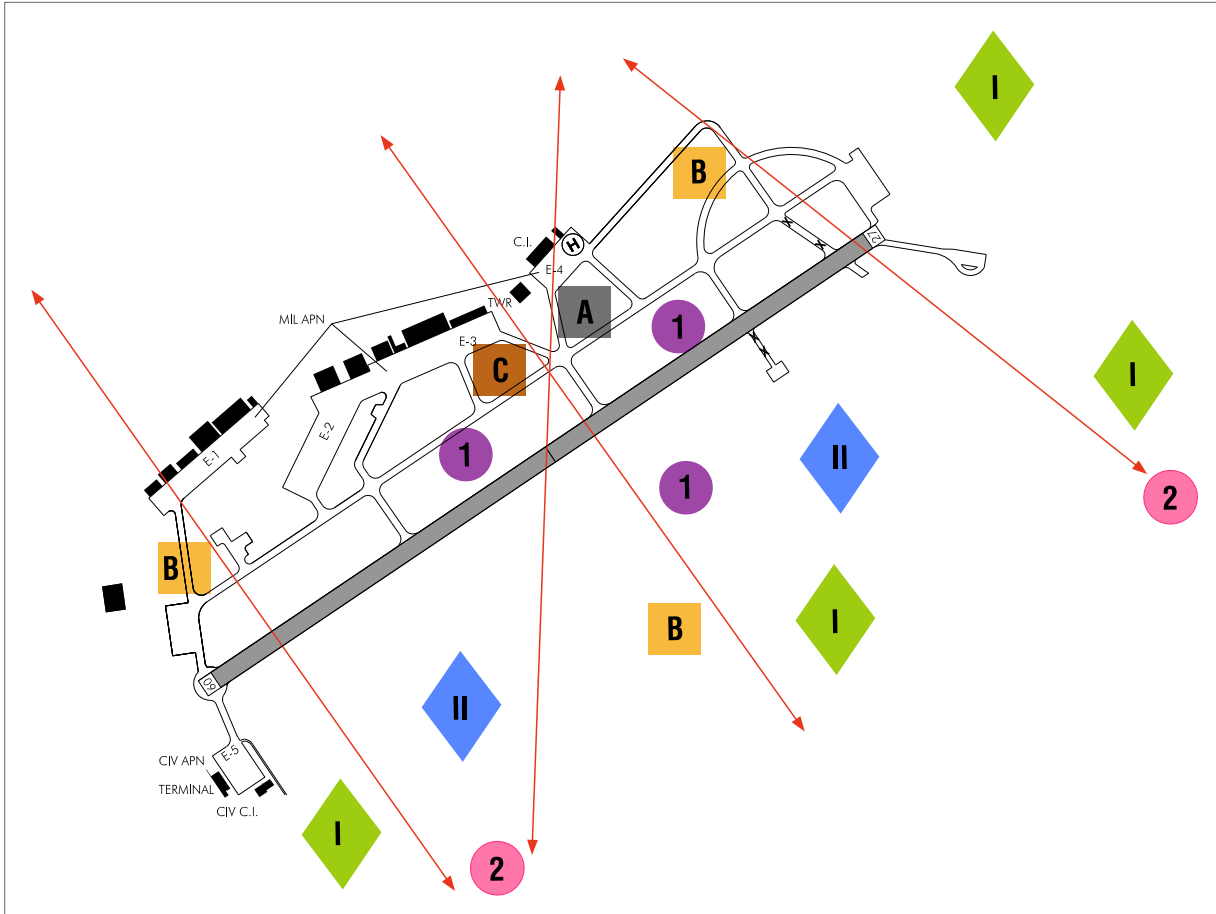 I
B
27
C.I.
H
E-4
TWR
A
MIL APN
1
E-3
C
I
E-2
1
II
E-1
1
2
B
B
I
09
II
E-5
CIV APN
TERMINAL
CIV C.I.
I
2